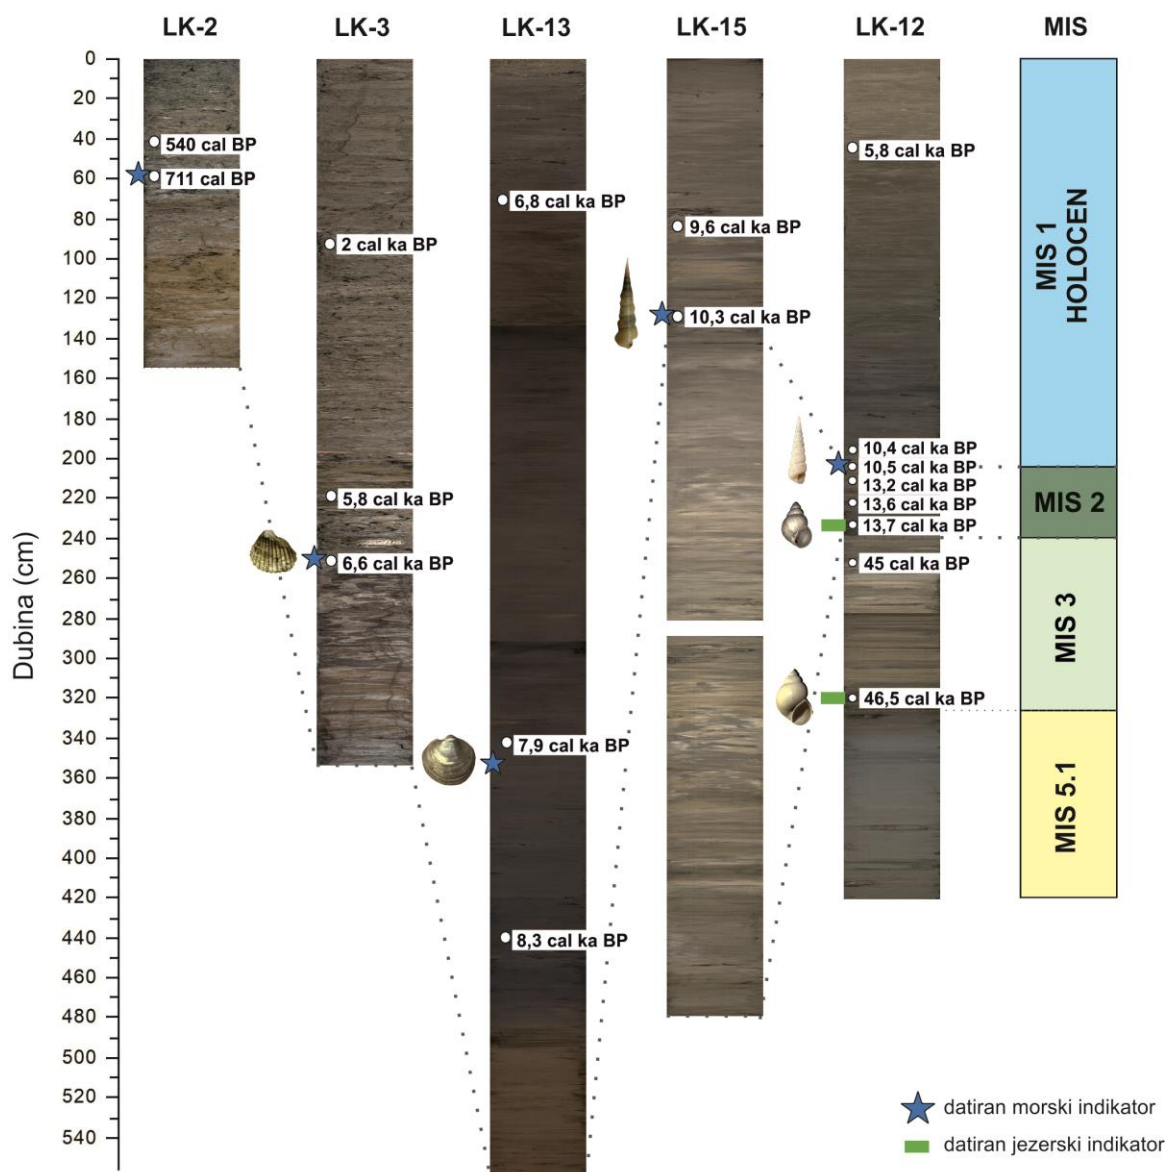 LK-2
LK-3
LK-13
LK-15
LK-12
MIS
Dubina (cm)
0
20
40
60
80
100
120
140
160
180
200
220
240
260
280
300
320
340
360
380
400
420
440
460
480
500
520
540
540 cal BP
711 cal BP
2 cal ka BP
5,8 cal ka BP
6,6 cal ka BP
6,8 cal ka BP
7,9 cal ka BP
8,3 cal ka BP
9,6 cal ka BP
10,3 cal ka BP
5,8 cal ka BP
10,4 cal ka BP
10,5 cal ka BP
13,2 cal ka BP
13,6 cal ka BP
13,7 cal ka BP
45 cal ka BP
46,5 cal ka BP
MIS 1
HOLOCEN
MIS 2
MIS 3
MIS 5.1
datiran morski indikator
datiran jezerski indikator